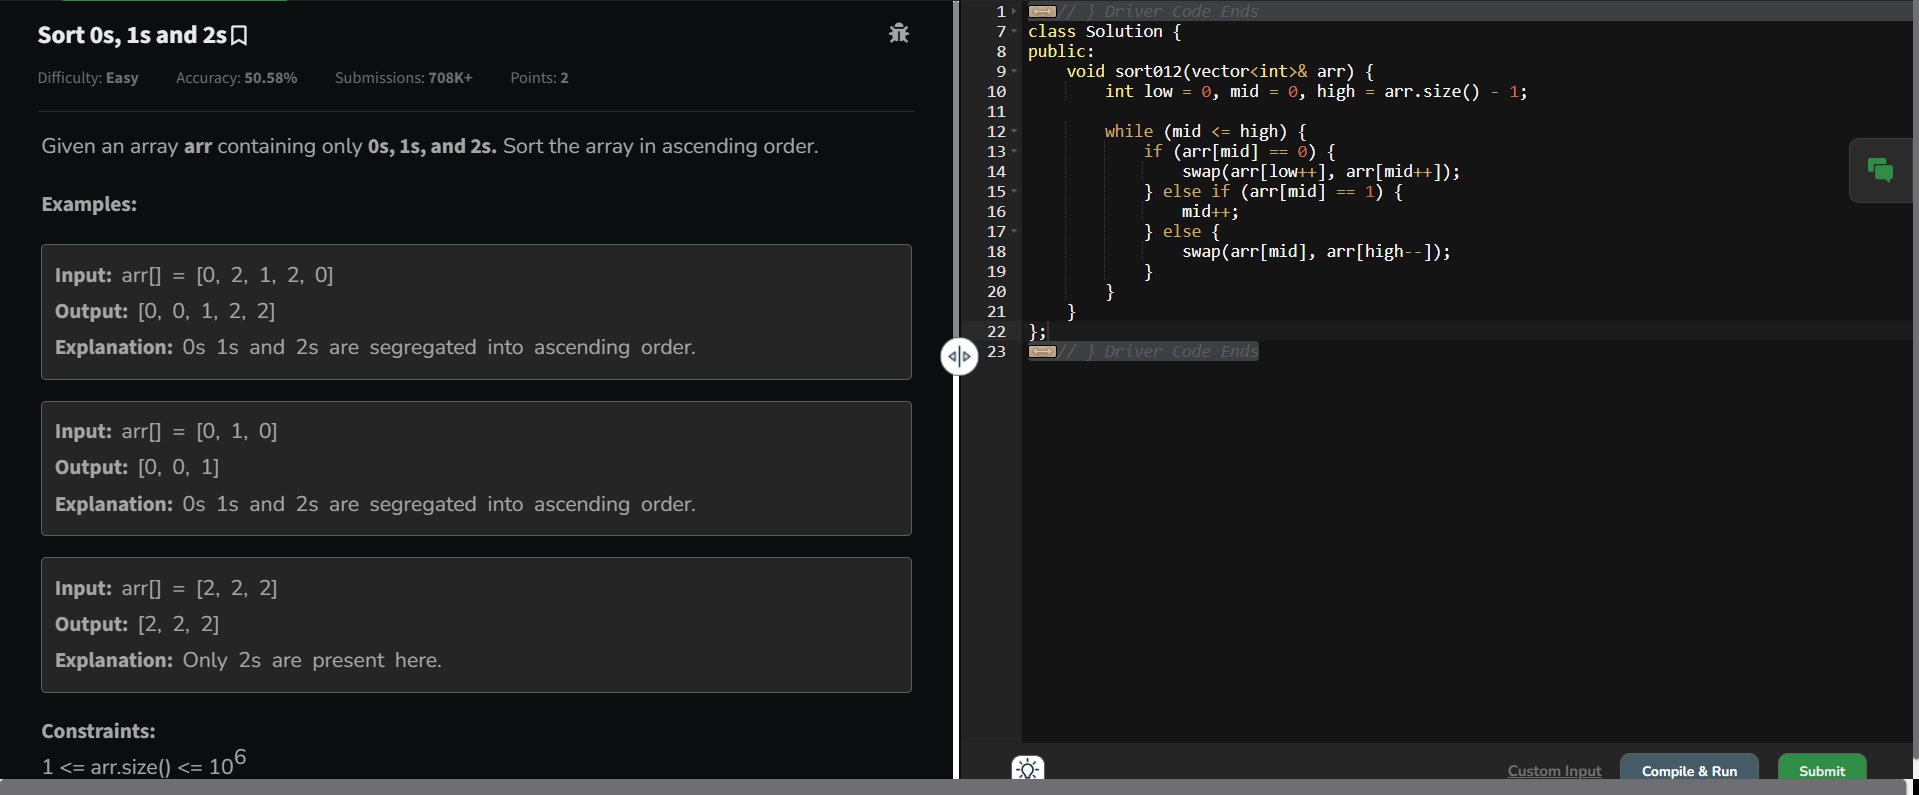 Sort 0s, 1s and 2s
Difficulty: Easy Accuracy: 50.58% Submissions: 708K+ Points: 2
Given an array arr containing only 0s, 1s, and 2s. Sort the array in ascending order.
Examples:
Input: arr[] = [0, 2, 1, 2, 0]
Output: [0, 0, 1, 2, 2]
Explanation: 0s 1s and 2s are segregated into ascending order.
Input: arr[] = [0, 1, 0]
Output: [0, 0, 1]
Explanation: 0s 1s and 2s are segregated into ascending order.
Input: arr[] = [2, 2, 2]
Output: [2, 2, 2]
Explanation: Only 2s are present here.
Constraints:
1 <= arr.size() <= 10^6
1 // } Driver Code Ends
7 class Solution {
8 public:
9     void sort012(vector<int>& arr) {
10         int low = 0, mid = 0, high = arr.size() - 1;
11
12         while (mid <= high) {
13             if (arr[mid] == 0) {
14                 swap(arr[low++], arr[mid++]);
15             } else if (arr[mid] == 1) {
16                 mid++;
17             } else {
18                 swap(arr[mid], arr[high--]);
19             }
20         }
21     }
22 };
23 // } Driver Code Ends
Custom Input Compile & Run Submit